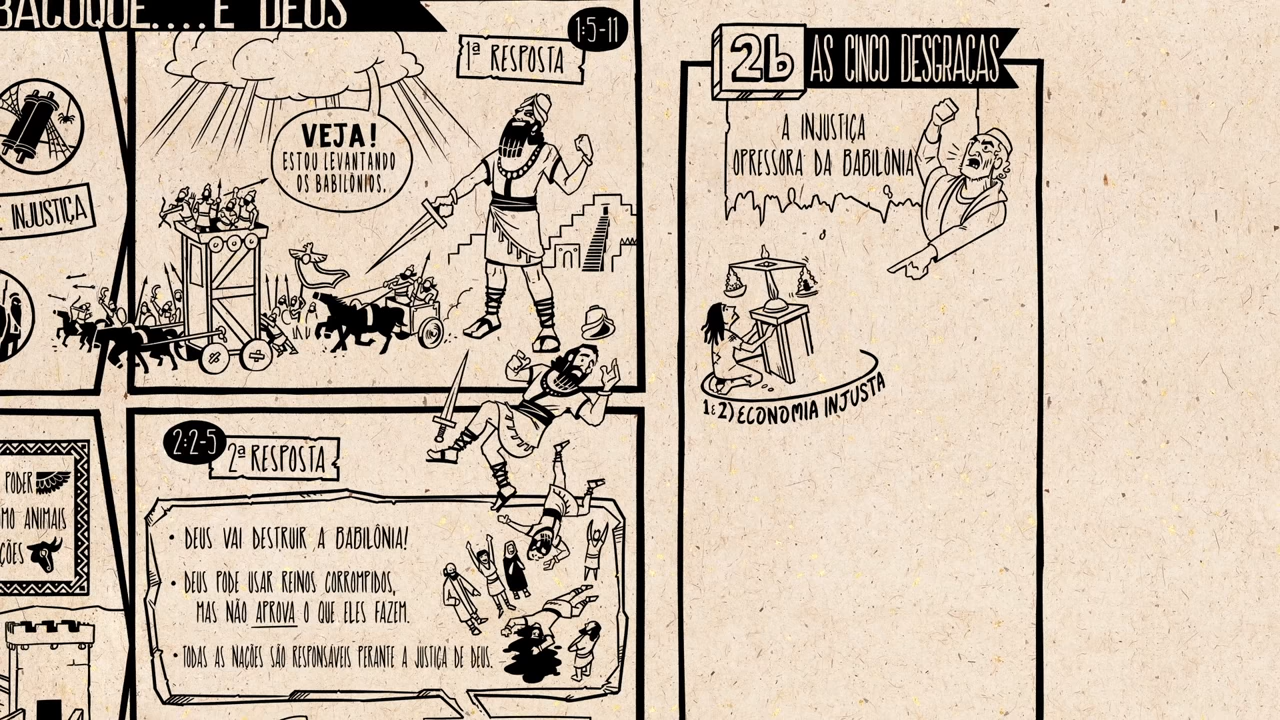 BACUQUE....E DEUS
E INJUSTIÇA
1:5-11
1ª RESPOSTA
VEJA!
ESTOU LEVANTANDO
OS BABILÔNIOS.
PODER
MO ANIMAIS
ÇÕES
2:2-5
2ª RESPOSTA
• DEUS VAI DESTRUIR A BABILÔNIA!
• DEUS PODE USAR REINOS CORROMPIDOS,
MAS NÃO APROVA O QUE ELES FAZEM.
• TODAS AS NAÇÕES SÃO RESPONSÁVEIS PERANTE A JUSTIÇA DE DEUS.
2b AS CINCO DESGRAÇAS
A INJUSTIÇA
OPRESSORA DA BABILÔNIA
1 & 2) ECONOMIA INJUSTA